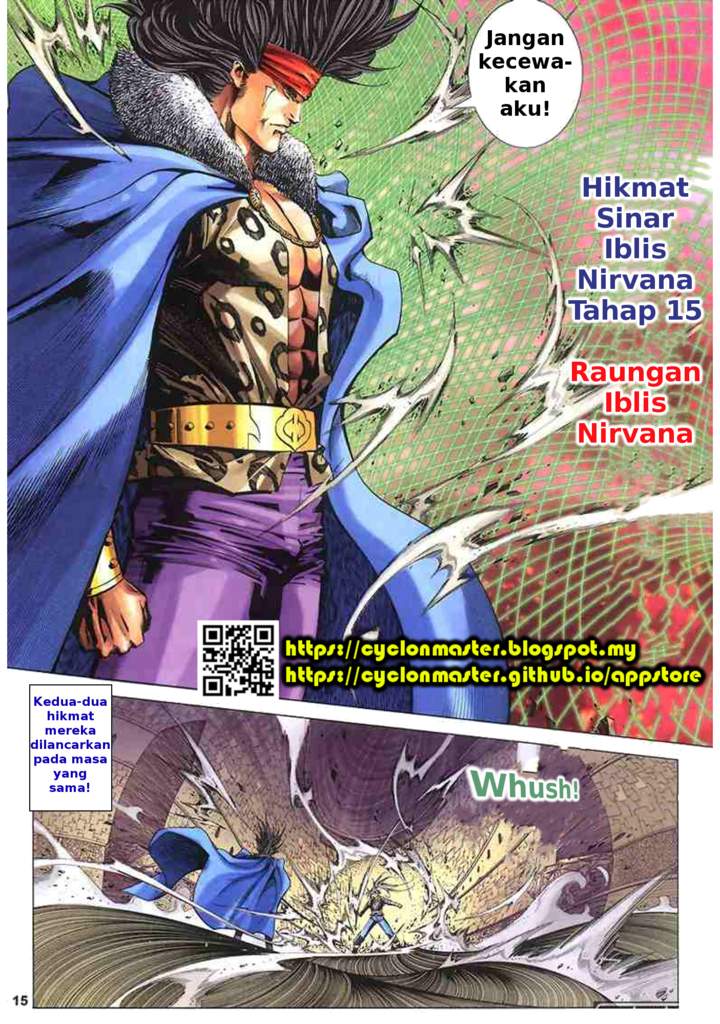 Jangan
kecewa-
kan
aku!
Hikmat
Sinar
Iblis
Nirvana
Tahap 15
Raungan
Iblis
Nirvana
https://cyclonmaster.blogspot.my
https://cyclonmaster.github.io/appstore
Kedua-dua
hikmat
mereka
dilancarkan
pada masa
yang
sama!
Whush!
15